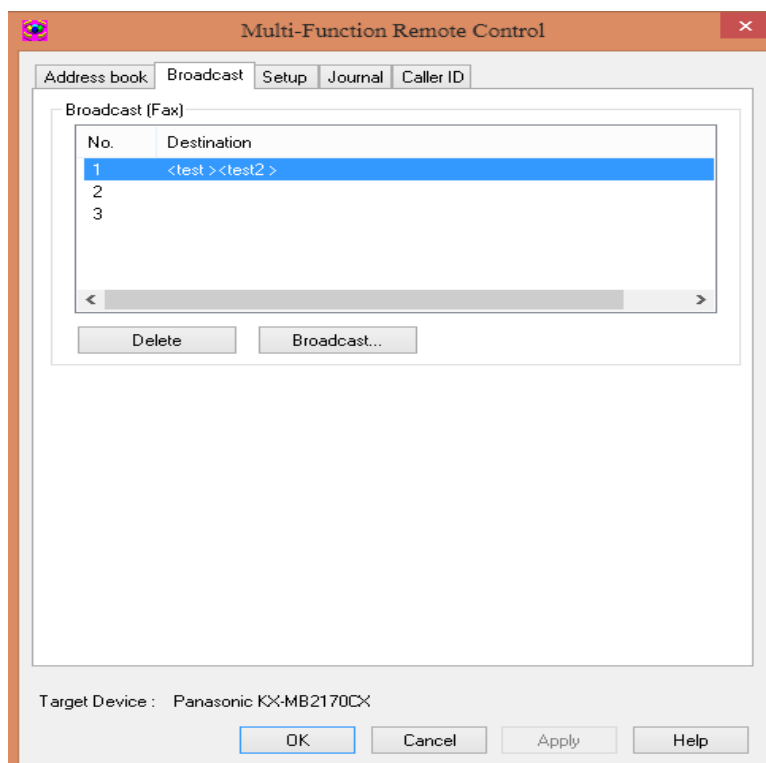 Multi-Function Remote Control
Address book Broadcast Setup Journal Caller ID
Broadcast (Fax)
No. Destination
1 <test ><test2 >
2
3
Delete Broadcast...
Target Device : Panasonic KX-MB2170CX
OK Cancel Apply Help